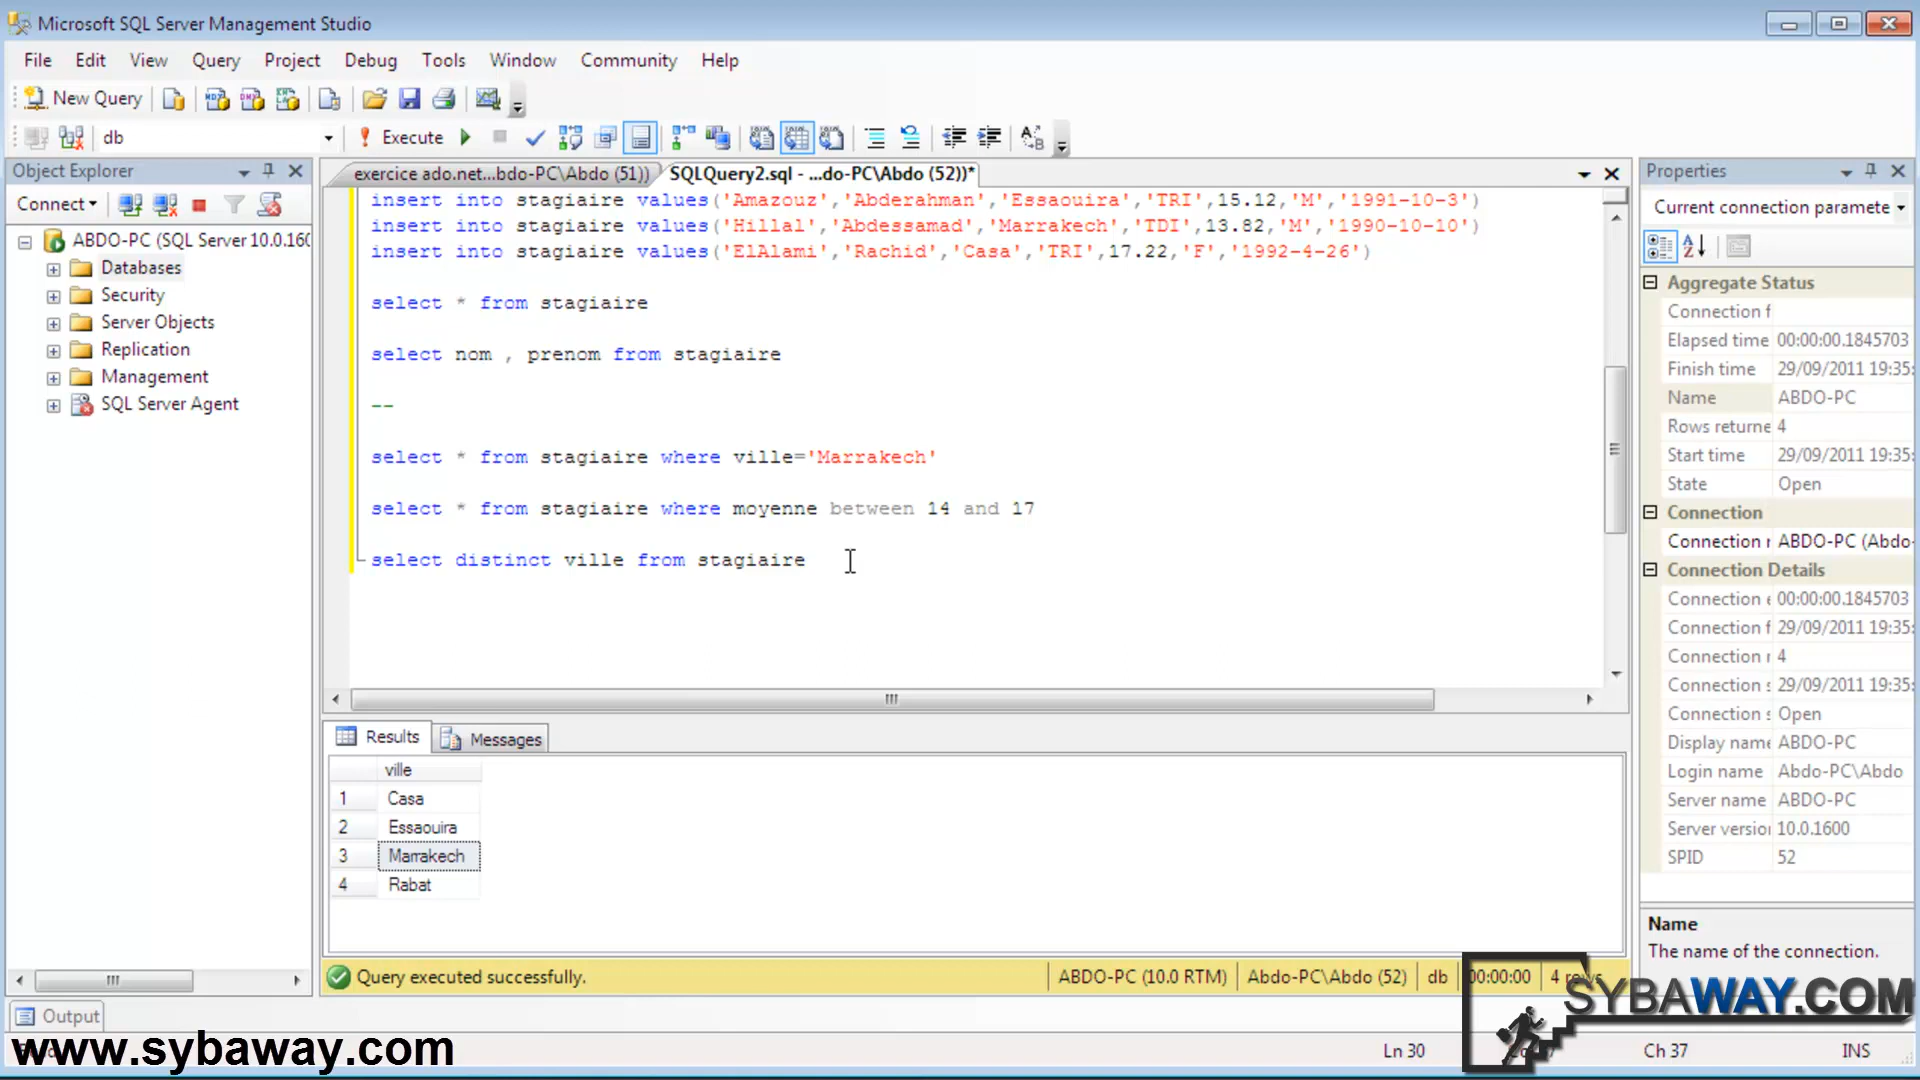 Microsoft SQL Server Management Studio
File Edit View Query Project Debug Tools Window Community Help
New Query
db Execute
Object Explorer
Connect
ABDO-PC (SQL Server 10.0.160
Databases
Security
Server Objects
Replication
Management
SQL Server Agent
exercice ado.net...bdo-PC\Abdo (51))
SQLQuery2.sql - ...do-PC\Abdo (52))*
insert into stagiaire values('Amazouz','Abderahman','Essaouira','TRI',15.12,'M','1991-10-3')
insert into stagiaire values('Hillal','Abdessamad','Marrakech','TDI',13.82,'M','1990-10-10')
insert into stagiaire values('ElAlami','Rachid','Casa','TRI',17.22,'F','1992-4-26')
select * from stagiaire
select nom , prenom from stagiaire
--
select * from stagiaire where ville='Marrakech'
select * from stagiaire where moyenne between 14 and 17
select distinct ville from stagiaire
Results Messages
ville
1 Casa
2 Essaouira
3 Marrakech
4 Rabat
Query executed successfully.
ABDO-PC (10.0 RTM) Abdo-PC\Abdo (52) db 00:00:00 4 rows
Properties
Current connection paramete
Aggregate Status
Connection f
Elapsed time 00:00:00.1845703
Finish time 29/09/2011 19:35:
Name ABDO-PC
Rows returne 4
Start time 29/09/2011 19:35:
State Open
Connection
Connection r ABDO-PC (Abdo-
Connection Details
Connection e 00:00:00.1845703
Connection f 29/09/2011 19:35:
Connection r 4
Connection s 29/09/2011 19:35:
Connection s Open
Display name ABDO-PC
Login name Abdo-PC\Abdo
Server name ABDO-PC
Server version 10.0.1600
SPID 52
Name
The name of the connection.
Output
SYBAWAY.COM
www.sybaway.com
Ln 30 Ch 37 INS